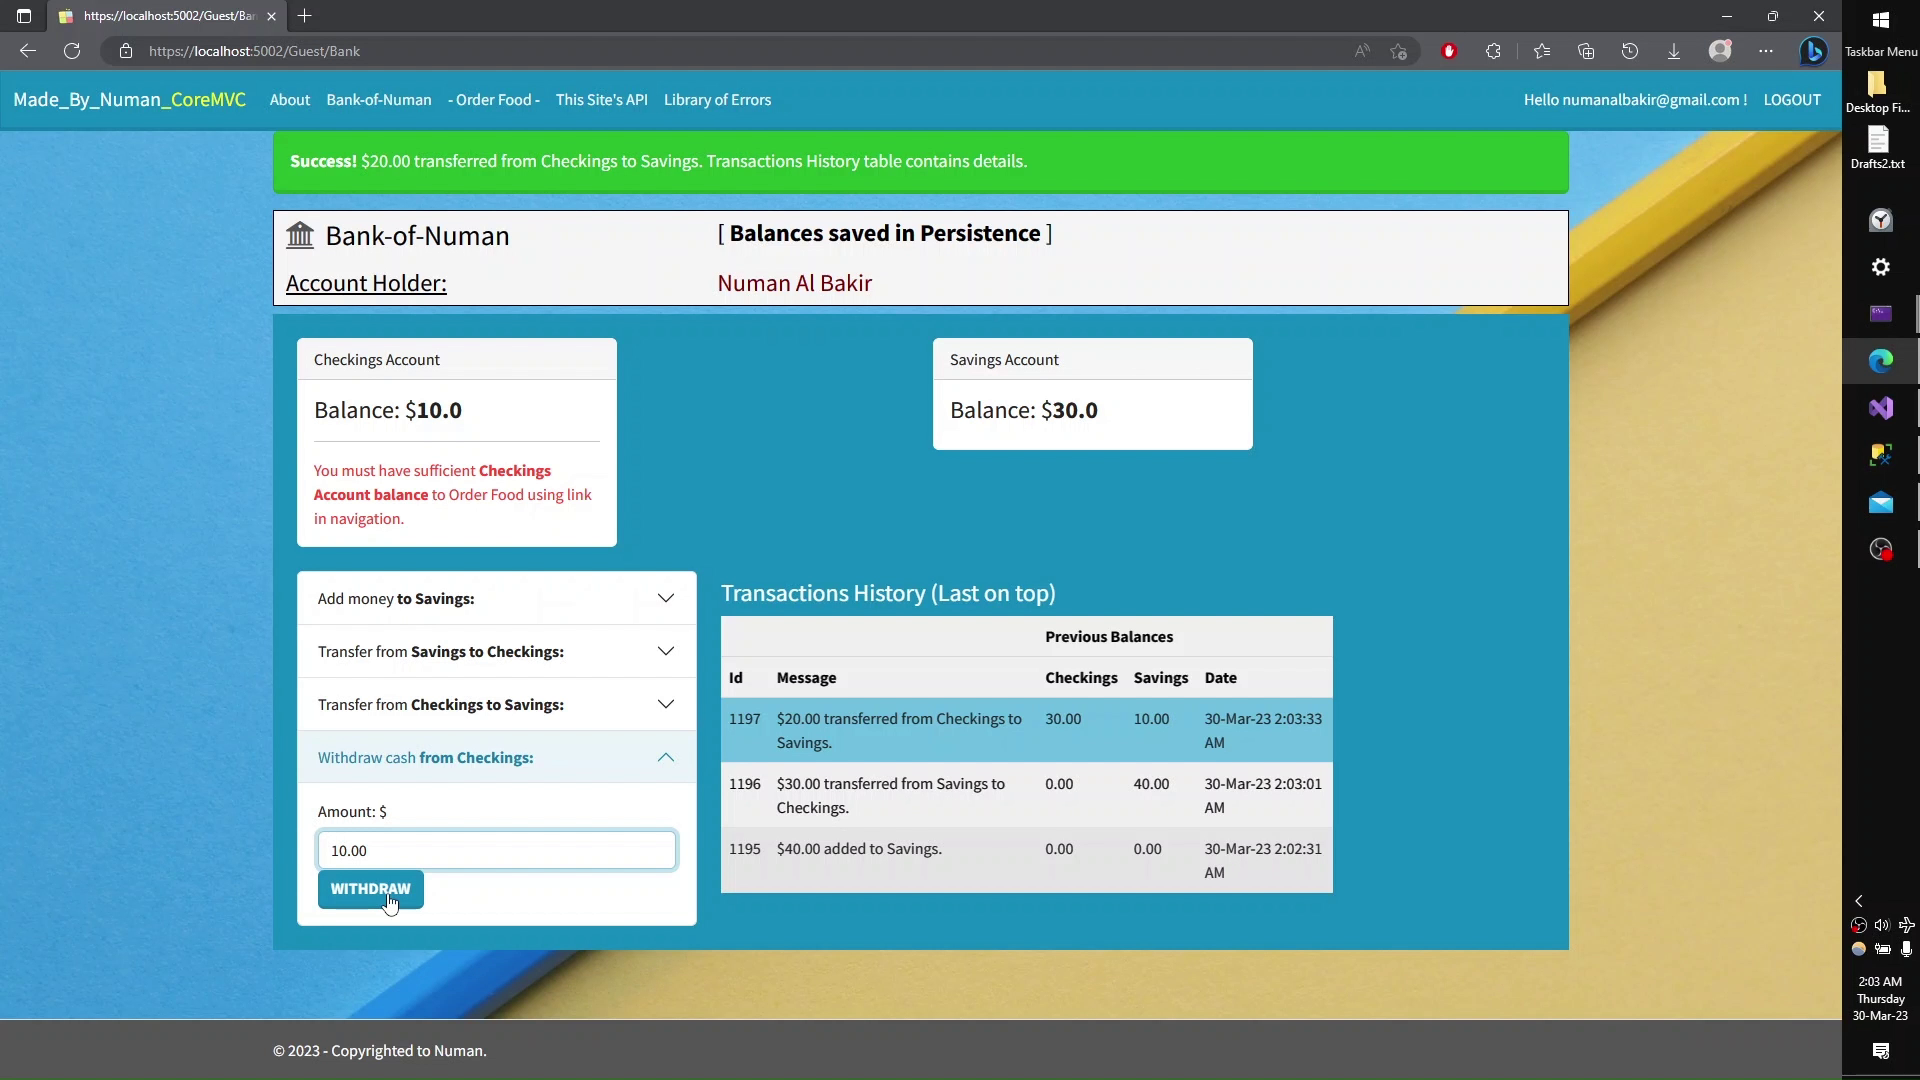 https://localhost:5002/Guest/Ban
https://localhost:5002/Guest/Bank
Taskbar Menu
Desktop Fi...
Drafts2.txt
Made_By_Numan_CoreMVC About Bank-of-Numan - Order Food - This Site's API Library of Errors Hello numanalbakir@gmail.com ! LOGOUT
Success! $20.00 transferred from Checkings to Savings. Transactions History table contains details.
Bank-of-Numan [ Balances saved in Persistence ]
Account Holder: Numan Al Bakir
Checkings Account
Balance: $10.0
You must have sufficient Checkings
Account balance to Order Food using link
in navigation.
Savings Account
Balance: $30.0
Add money to Savings:
Transfer from Savings to Checkings:
Transfer from Checkings to Savings:
Withdraw cash from Checkings:
Amount: $
10.00
WITHDRAW
Transactions History (Last on top)
Previous Balances
Id Message Checkings Savings Date
1197 $20.00 transferred from Checkings to 30.00 10.00 30-Mar-23 2:03:33
Savings. AM
1196 $30.00 transferred from Savings to 0.00 40.00 30-Mar-23 2:03:01
Checkings. AM
1195 $40.00 added to Savings. 0.00 0.00 30-Mar-23 2:02:31
AM
© 2023 - Copyrighted to Numan.
2:03 AM
Thursday
30-Mar-23